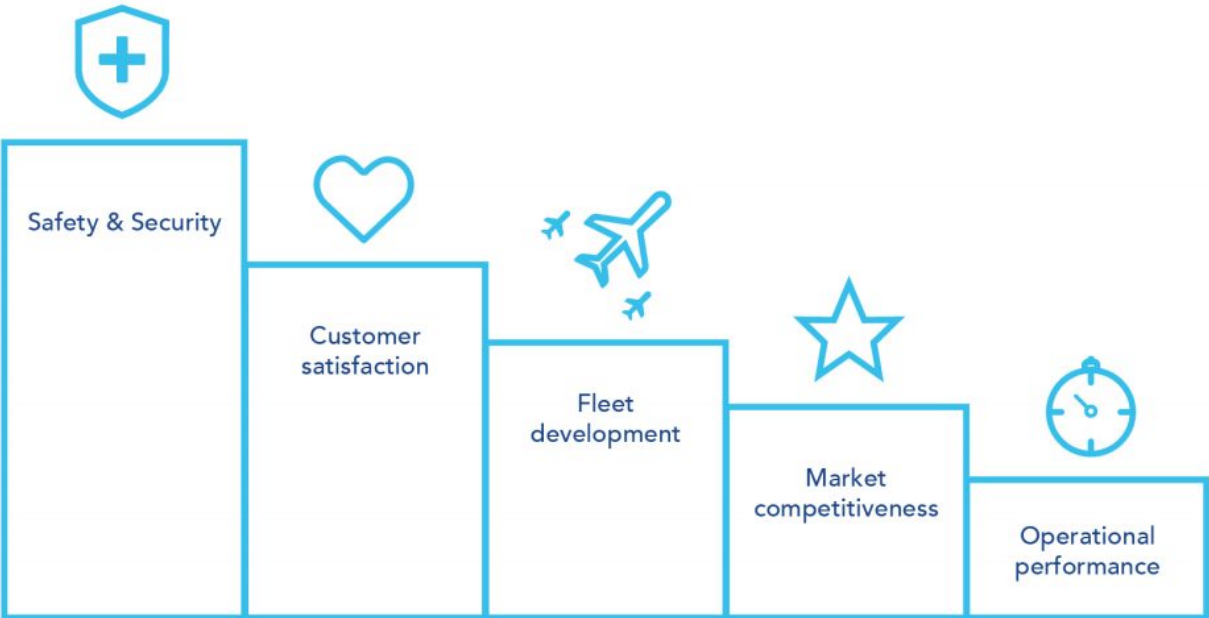 Safety & Security
Customer
satisfaction
Fleet
development
Market
competitiveness
Operational
performance